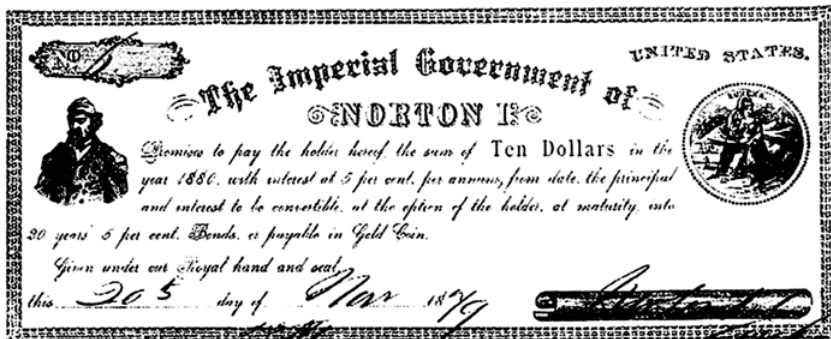 No.
UNITED STATES.
The Imperial Government of
NORTON I.
Promises to pay the holder hereof, the sum of Ten Dollars in the
year 1880, with interest at 5 per cent. per annum, from date, the principal
and interest to be convertible, at the option of the holder, at maturity, into
20 years' 5 per cent. Bonds, or payable in Gold Coin.
Given under our Royal hand and seal,
this day of Nov 1879